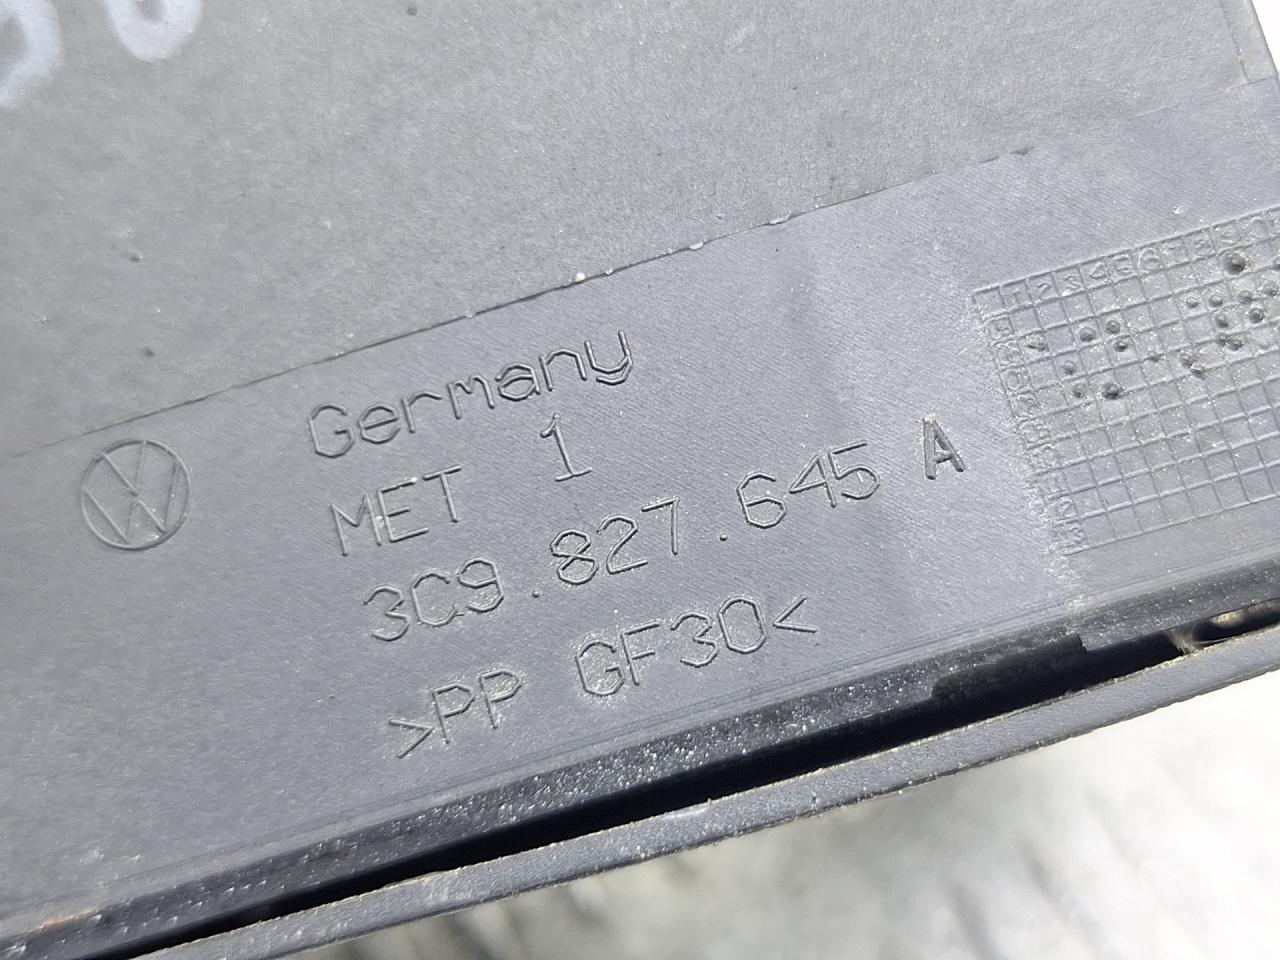 Germany
MET 1
3C9.827.645 A
>PP GF30<